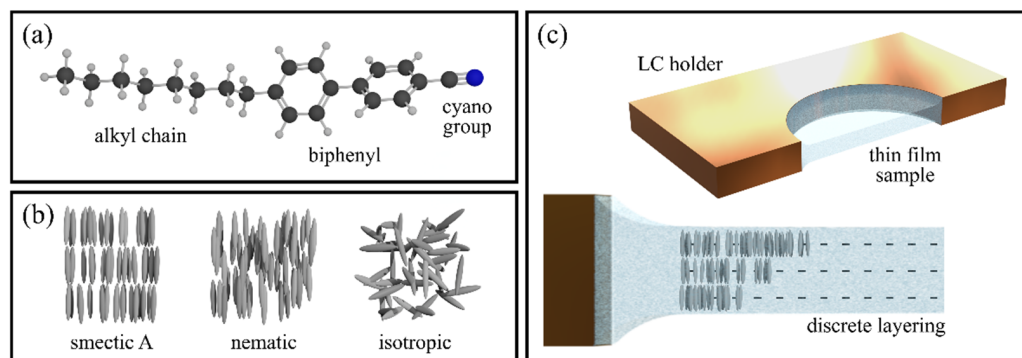 (a)
alkyl chain
biphenyl
cyano
group
(b)
smectic A
nematic
isotropic
(c)
LC holder
thin film
sample
discrete layering